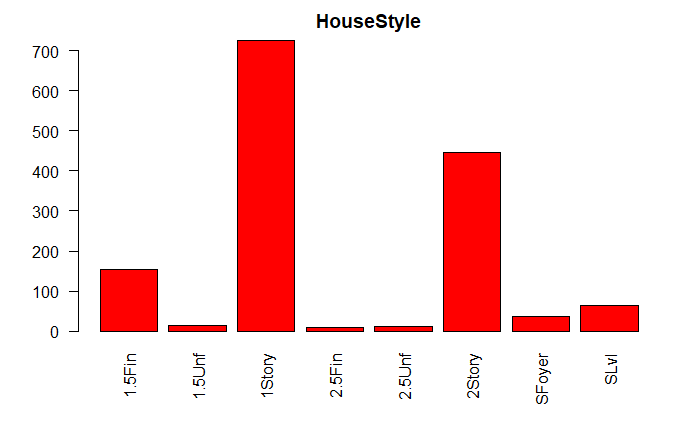 HouseStyle
700
600
500
400
300
200
100
0
1.5Fin
1.5Unf
1Story
2.5Fin
2.5Unf
2Story
SFoyer
SLvl